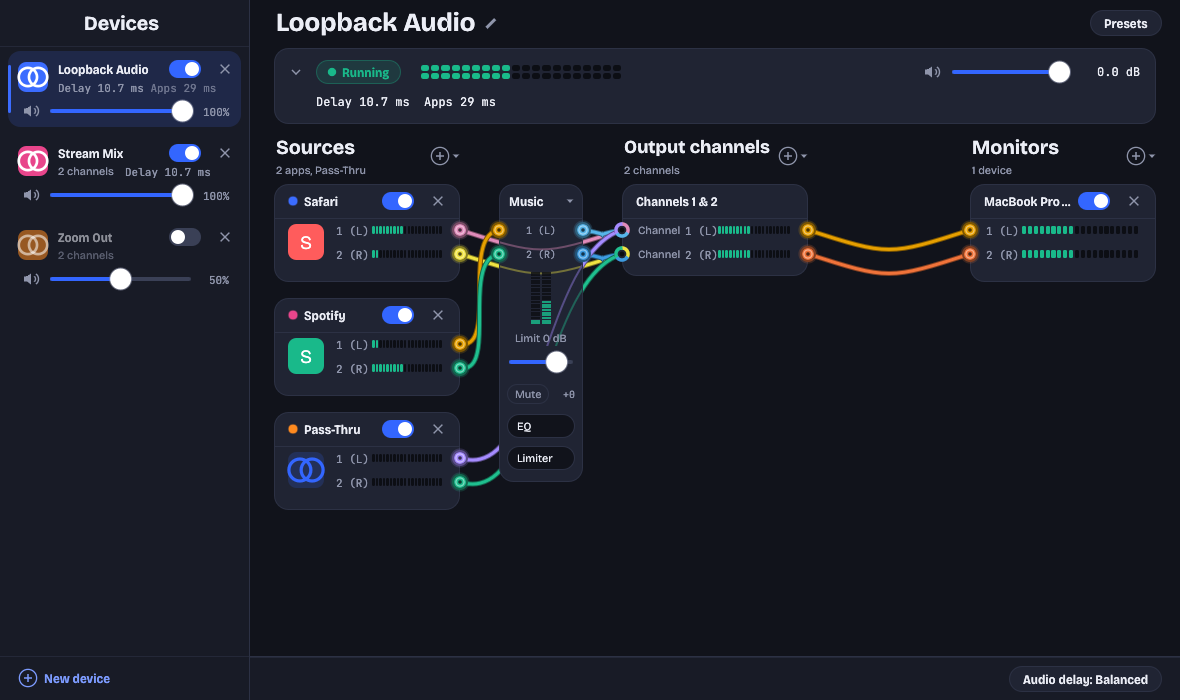 Devices
Loopback Audio
Delay 10.7 ms Apps 29 ms
100%
Stream Mix
2 channels Delay 10.7 ms
100%
Zoom Out
2 channels
50%
New device
Loopback Audio
Presets
Running
0.0 dB
Delay 10.7 ms Apps 29 ms
Sources
2 apps, Pass-Thru
Output channels
2 channels
Monitors
1 device
Safari
S
1 (L)
2 (R)
Spotify
S
1 (L)
2 (R)
Pass-Thru
1 (L)
2 (R)
Music
1 (L)
2 (R)
Limit 0 dB
Mute +0
EQ
Limiter
Channels 1 & 2
Channel 1 (L)
Channel 2 (R)
MacBook Pro ...
1 (L)
2 (R)
Audio delay: Balanced